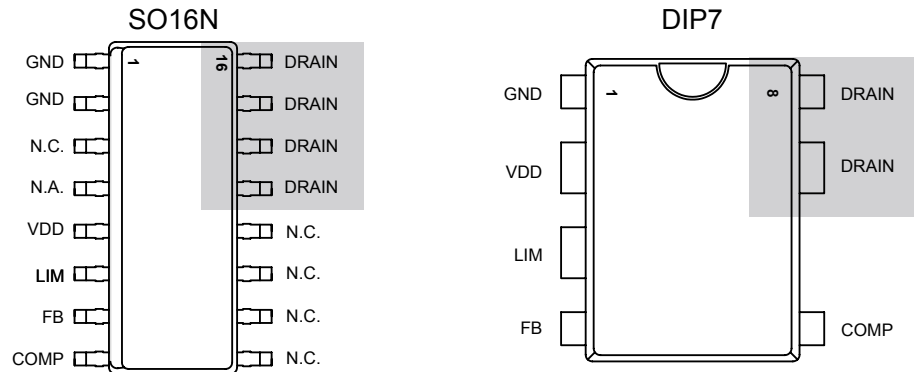 SO16N
DIP7
GND 1 16 DRAIN
GND DRAIN
N.C. DRAIN
N.A. DRAIN
VDD N.C.
LIM N.C.
FB N.C.
COMP N.C.
GND 1 8 DRAIN
VDD DRAIN
LIM
FB COMP